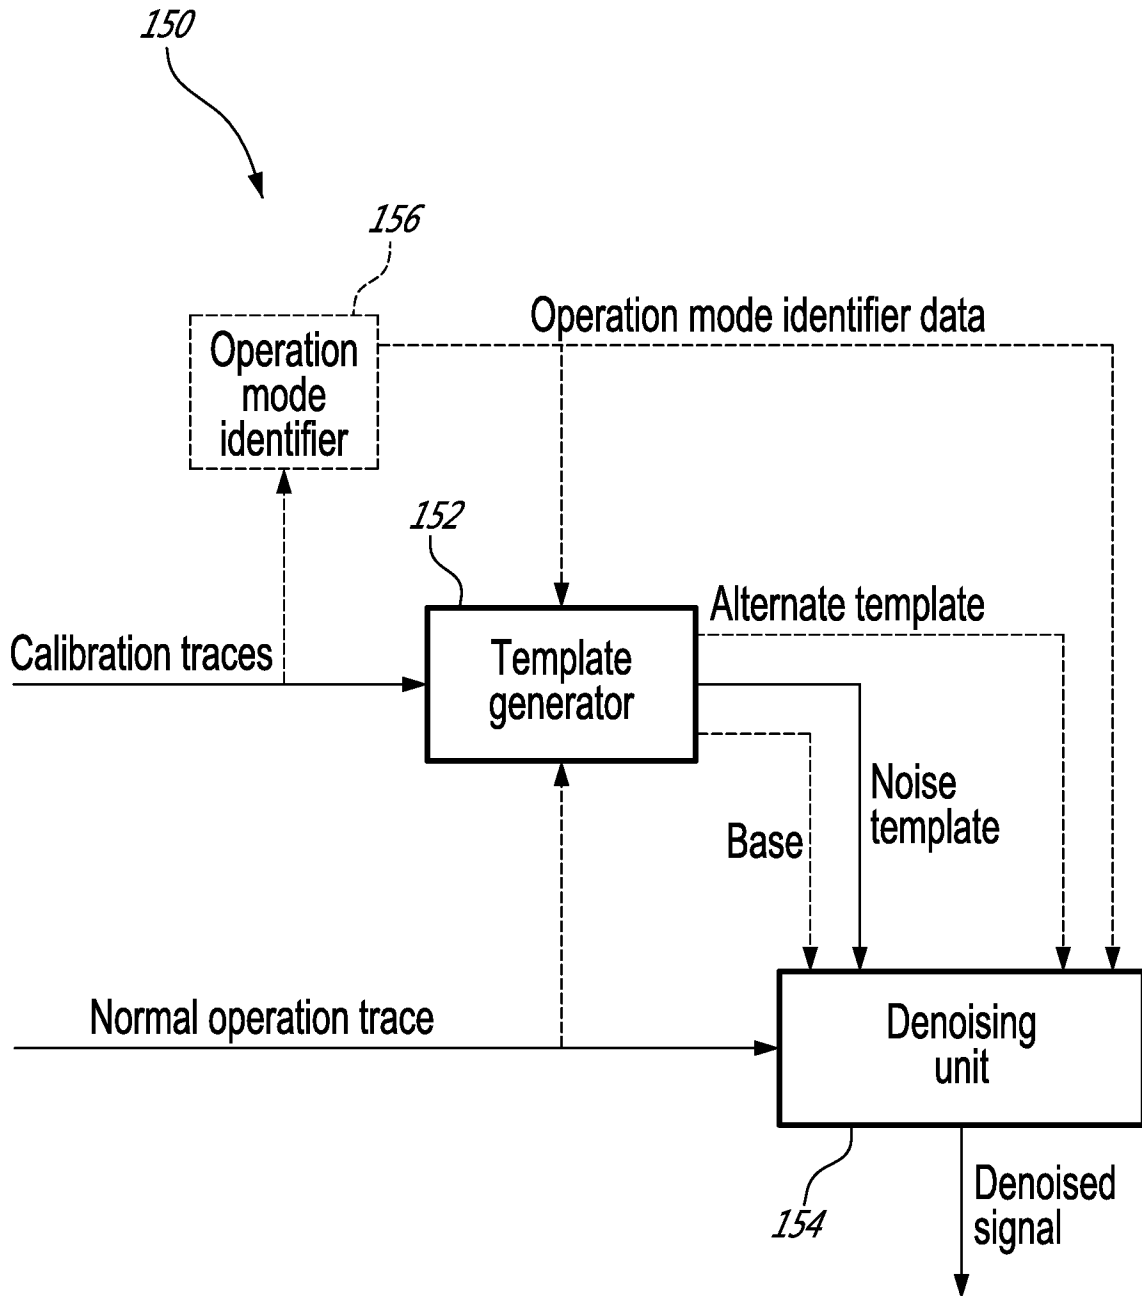 150
156
Operation mode identifier data
Operation
mode
identifier
152
Alternate template
Calibration traces
Template
generator
Noise
template
Base
Normal operation trace
Denoising
unit
154
Denoised
signal